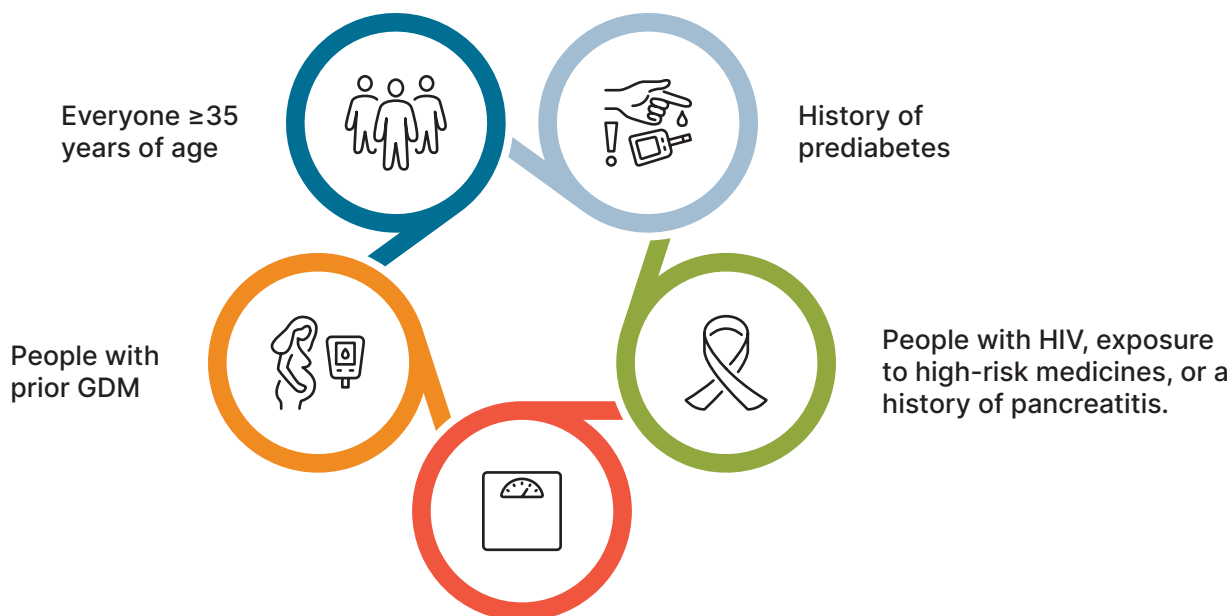 Everyone ≥35
years of age
History of
prediabetes
People with
prior GDM
People with HIV, exposure
to high-risk medicines, or a
history of pancreatitis.